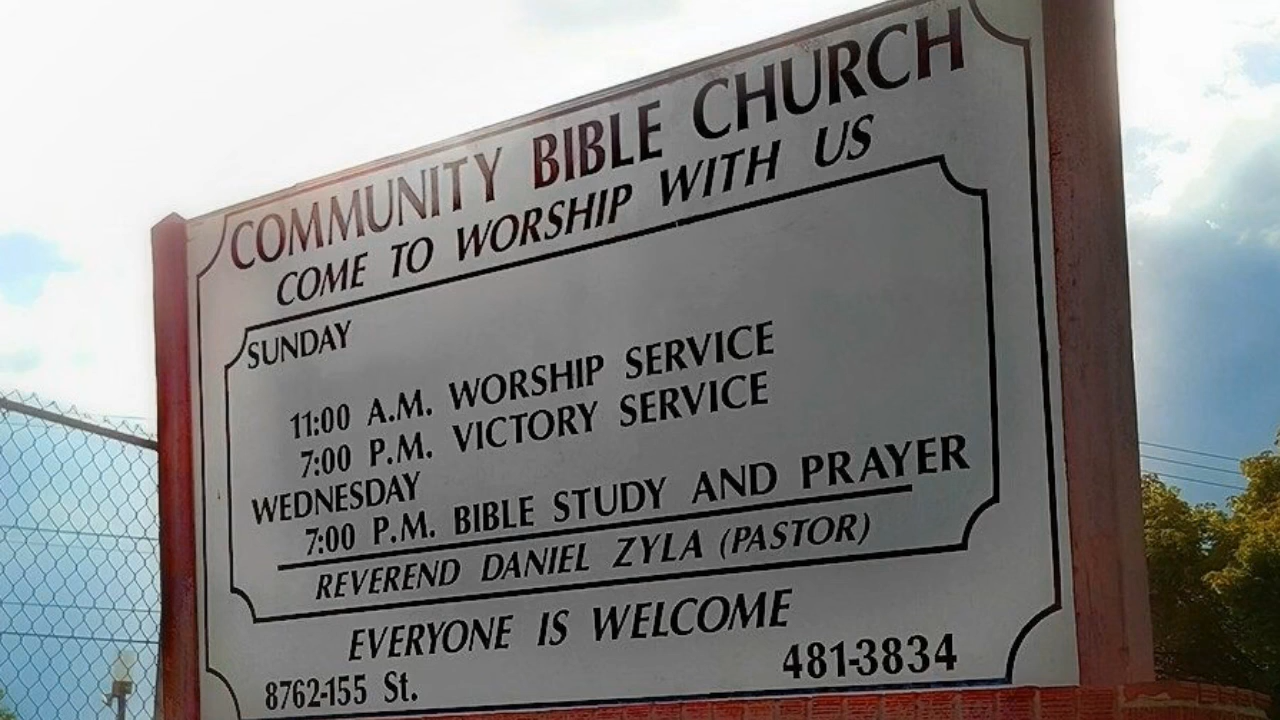 COMMUNITY BIBLE CHURCH
COME TO WORSHIP WITH US
SUNDAY
11:00 A.M. WORSHIP SERVICE
7:00 P.M. VICTORY SERVICE
WEDNESDAY
7:00 P.M. BIBLE STUDY AND PRAYER
REVEREND DANIEL ZYLA (PASTOR)
EVERYONE IS WELCOME
8762-155 St. 481-3834